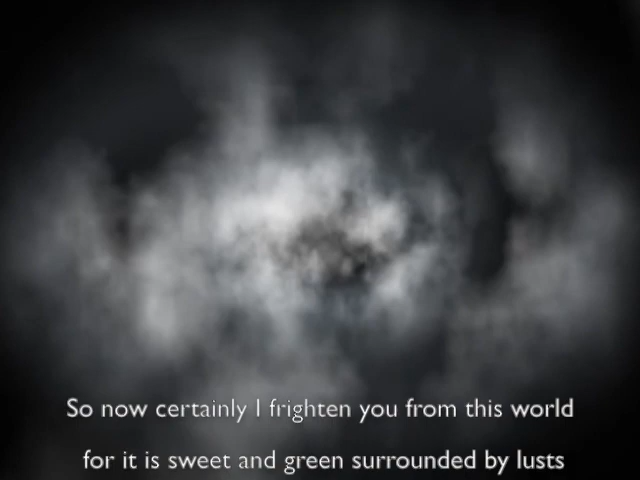 So now certainly I frighten you from this world
for it is sweet and green surrounded by lusts